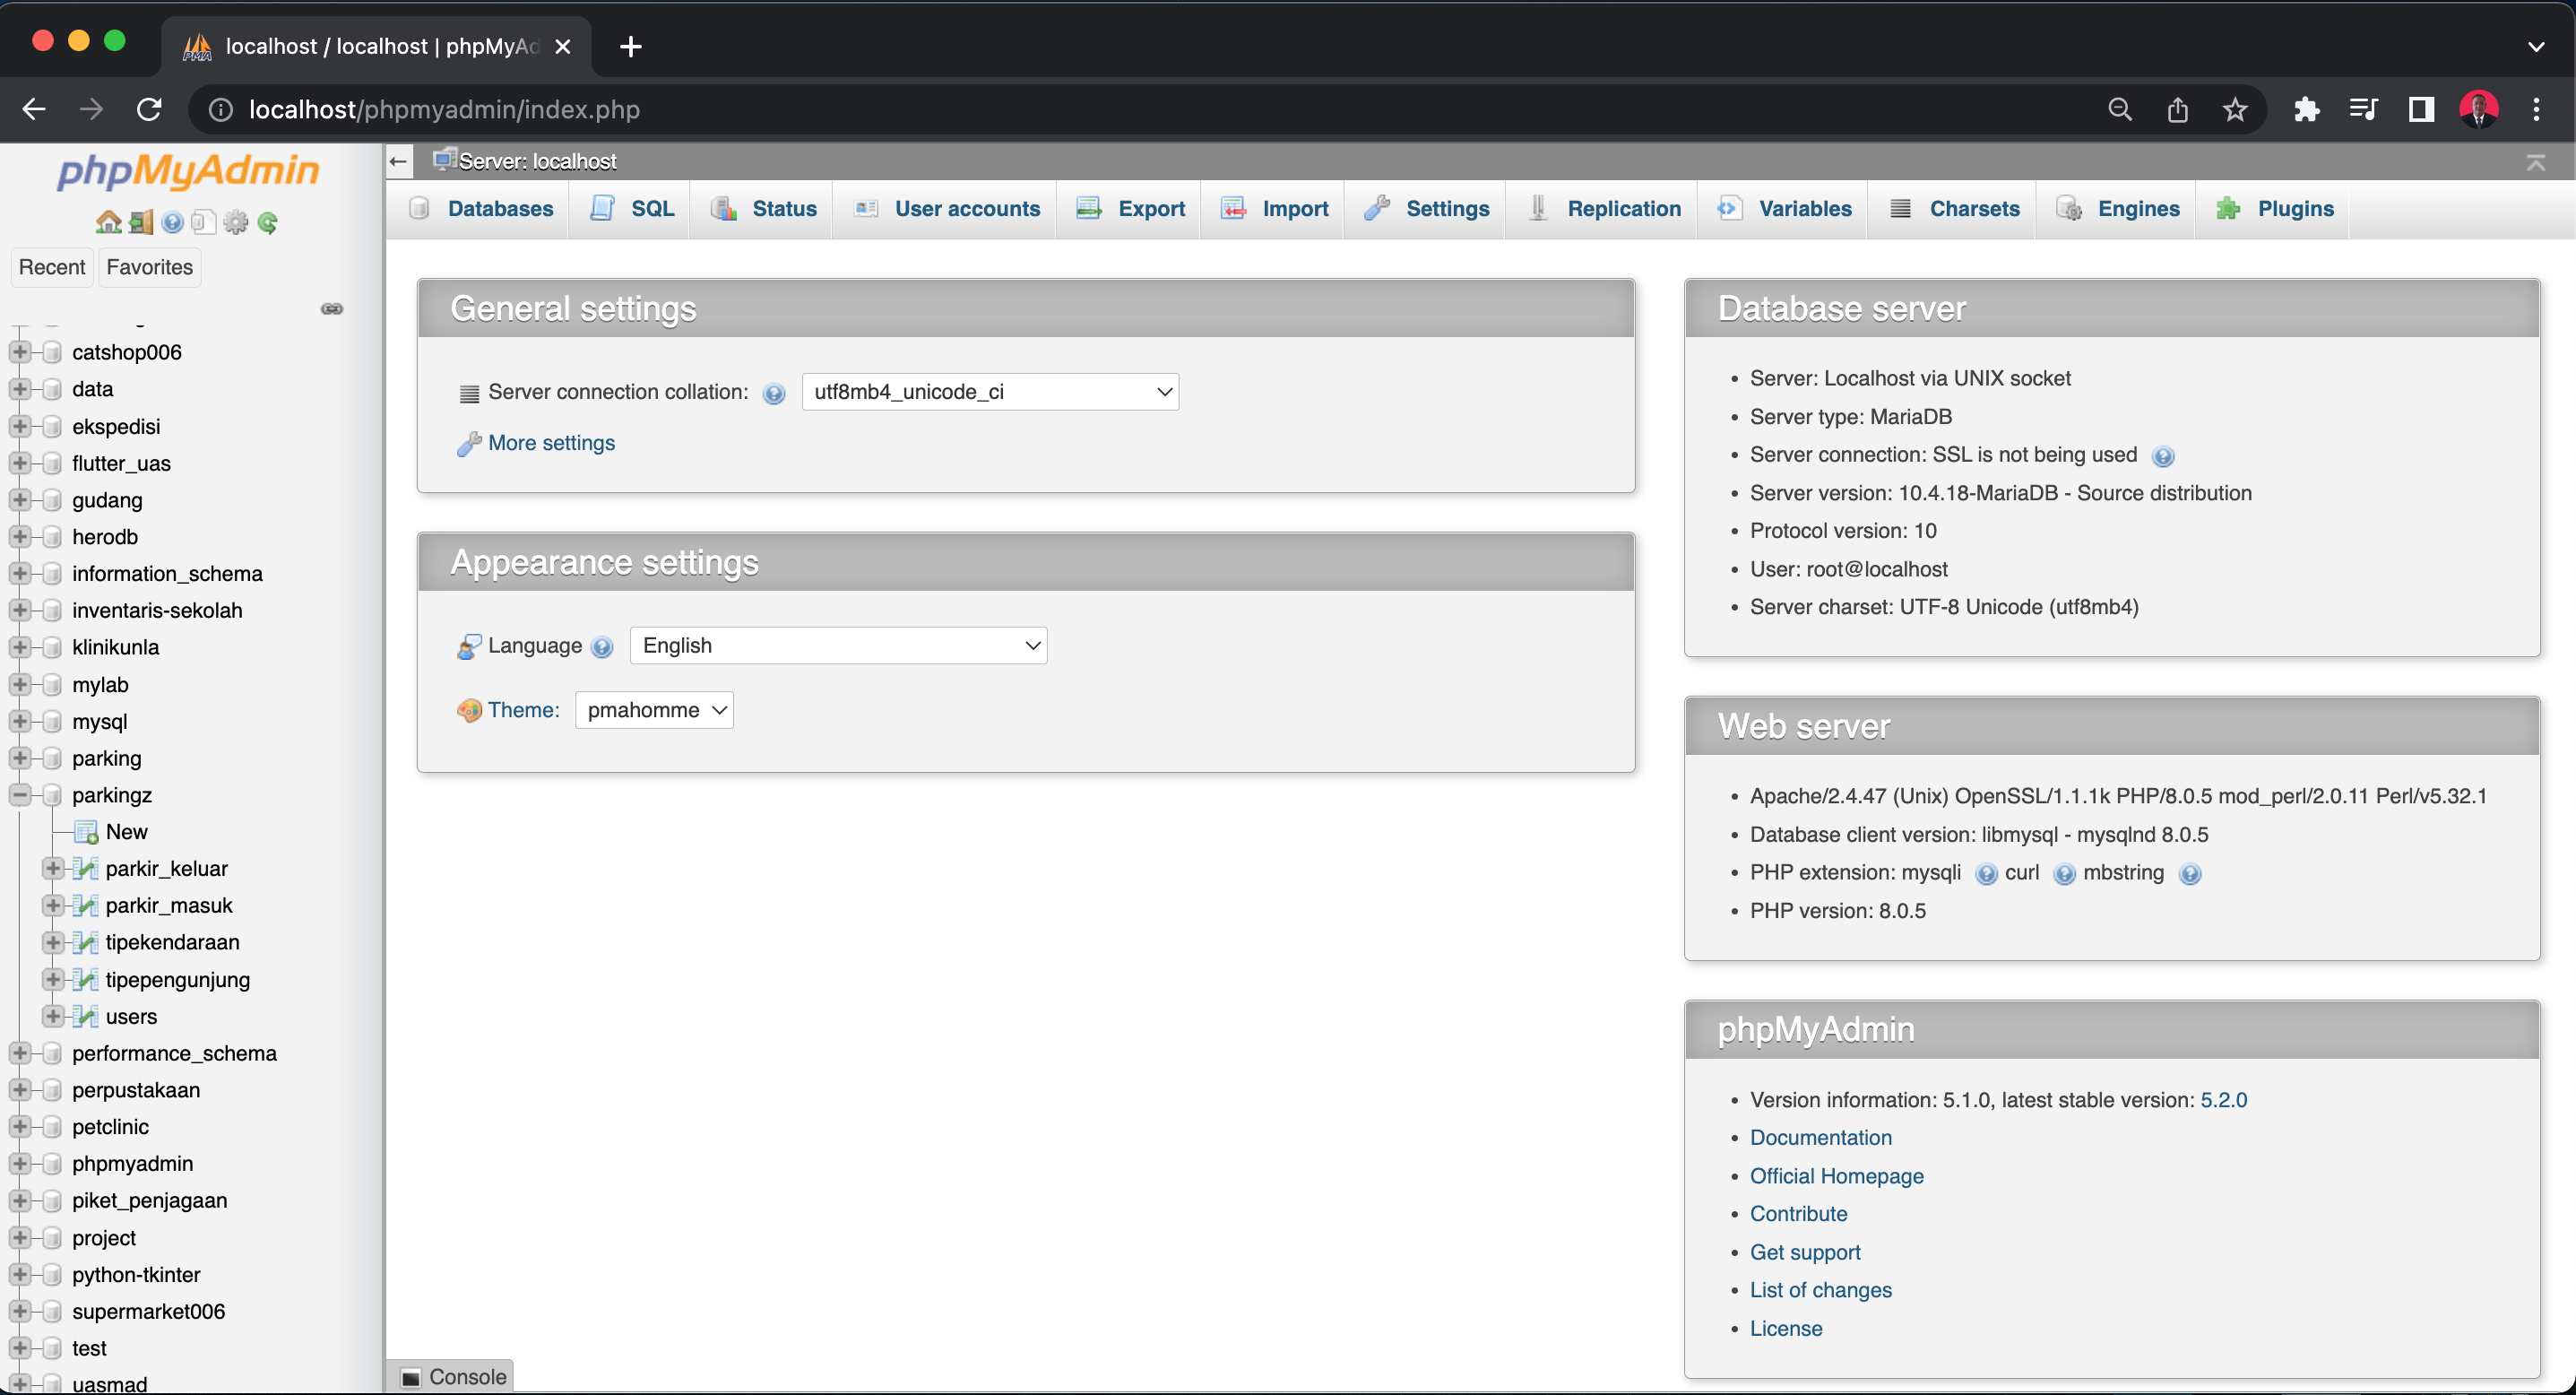 localhost / localhost | phpMyAd
localhost/phpmyadmin/index.php
phpMyAdmin
Recent
Favorites
catshop006
data
ekspedisi
flutter_uas
gudang
herodb
information_schema
inventaris-sekolah
klinikunla
mylab
mysql
parking
parkingz
New
parkir_keluar
parkir_masuk
tipekendaraan
tipepengunjung
users
performance_schema
perpustakaan
petclinic
phpmyadmin
piket_penjagaan
project
python-tkinter
supermarket006
test
uasmad
Server: localhost
Databases SQL Status User accounts Export Import Settings Replication Variables Charsets Engines Plugins
General settings
Server connection collation: utf8mb4_unicode_ci
More settings
Appearance settings
Language English
Theme: pmahomme
Database server
• Server: Localhost via UNIX socket
• Server type: MariaDB
• Server connection: SSL is not being used
• Server version: 10.4.18-MariaDB - Source distribution
• Protocol version: 10
• User: root@localhost
• Server charset: UTF-8 Unicode (utf8mb4)
Web server
• Apache/2.4.47 (Unix) OpenSSL/1.1.1k PHP/8.0.5 mod_perl/2.0.11 Perl/v5.32.1
• Database client version: libmysql - mysqlnd 8.0.5
• PHP extension: mysqli curl mbstring
• PHP version: 8.0.5
phpMyAdmin
• Version information: 5.1.0, latest stable version: 5.2.0
• Documentation
• Official Homepage
• Contribute
• Get support
• List of changes
• License
Console